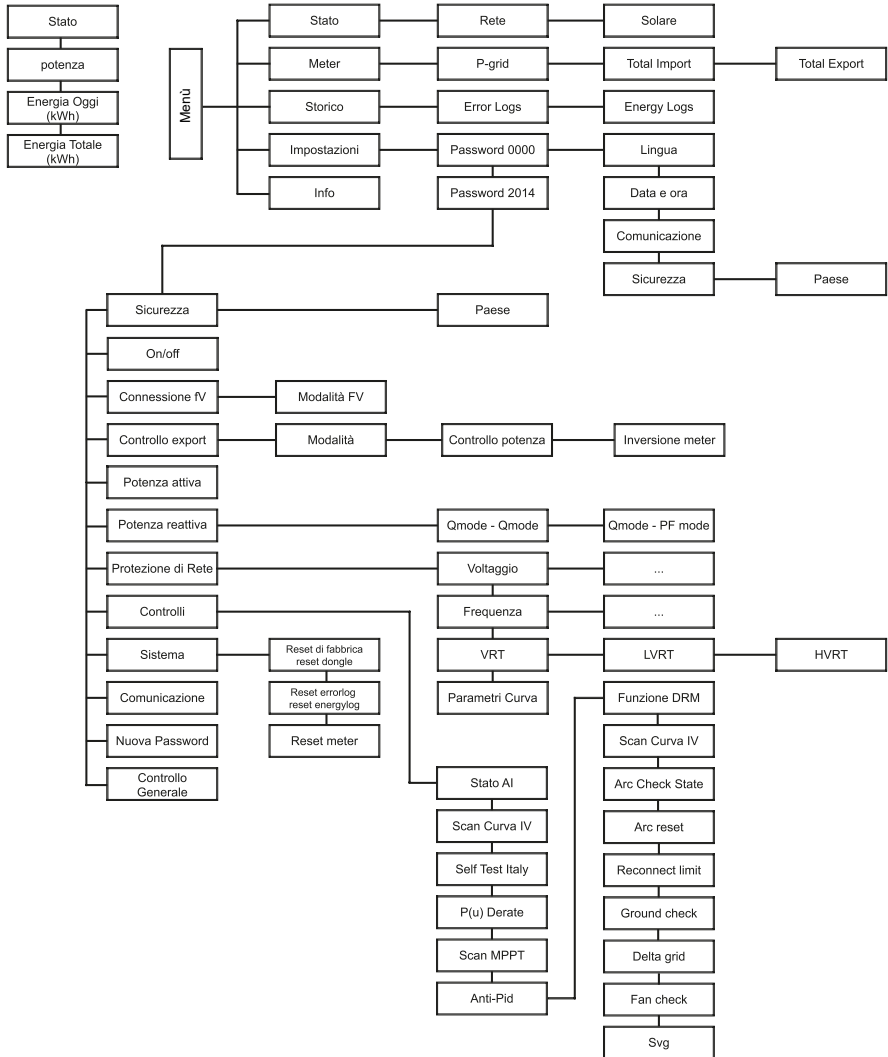 Stato
potenza
Energia Oggi
(kWh)
Energia Totale
(kWh)
Menù
Stato
Rete
Solare
Meter
P-grid
Total Import
Total Export
Storico
Error Logs
Energy Logs
Impostazioni
Password 0000
Lingua
Info
Password 2014
Data e ora
Comunicazione
Sicurezza
Paese
Sicurezza
Paese
On/off
Connessione fV
Modalità FV
Controllo export
Modalità
Controllo potenza
Inversione meter
Potenza attiva
Potenza reattiva
Qmode - Qmode
Qmode - PF mode
Protezione di Rete
Voltaggio
...
Controlli
Frequenza
...
Sistema
Reset di fabbrica
reset dongle
VRT
LVRT
HVRT
Comunicazione
Reset errorlog
reset energylog
Parametri Curva
Funzione DRM
Nuova Password
Reset meter
Scan Curva IV
Controllo
Generale
Stato AI
Arc Check State
Scan Curva IV
Arc reset
Self Test Italy
Reconnect limit
P(u) Derate
Ground check
Scan MPPT
Delta grid
Anti-Pid
Fan check
Svg